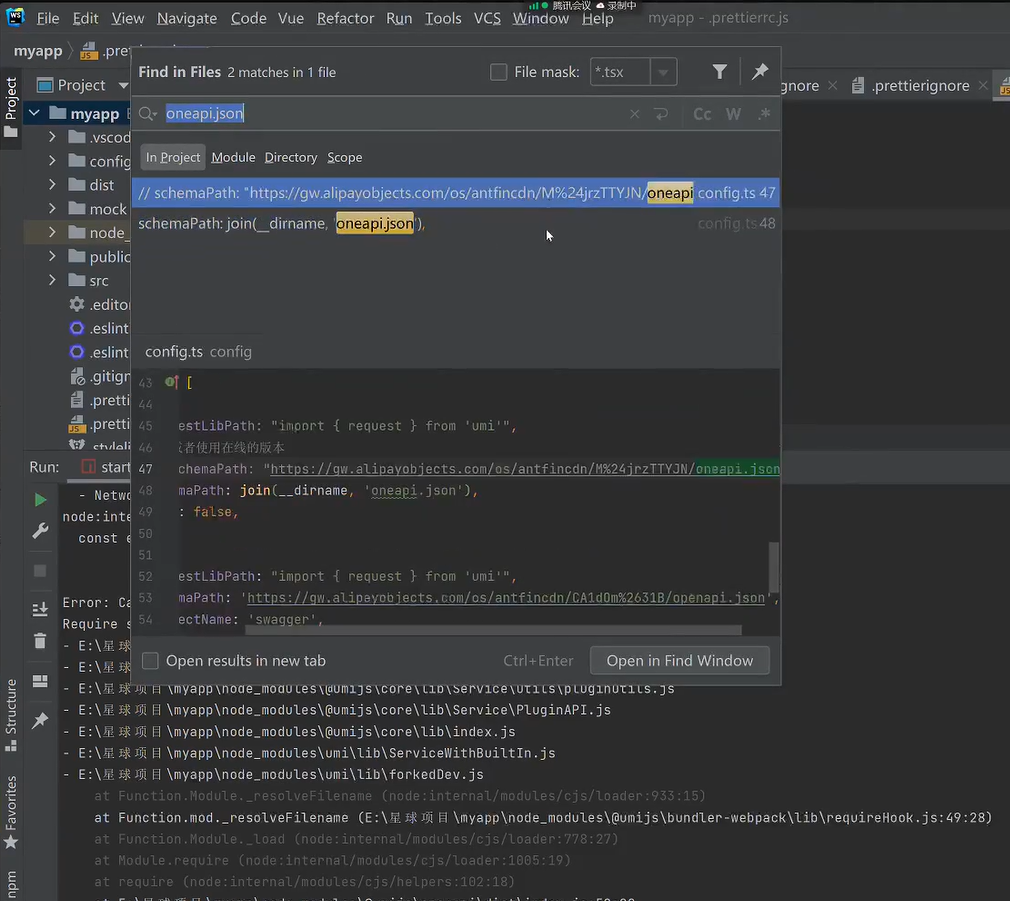 腾讯会议 录制中
File Edit View Navigate Code Vue Refactor Run Tools VCS Window Help myapp - .prettierrc.js
myapp
Find in Files 2 matches in 1 file File mask: *.tsx
Project
Project
.prettierignore
myapp
oneapi.json Cc W .*
.vscod
In Project Module Directory Scope
config
dist
// schemaPath: "https://gw.alipayobjects.com/os/antfincdn/M%24jrzTTYJN/oneapi config.ts 47
mock
schemaPath: join(__dirname, 'oneapi.json'), config.ts 48
node_
public
src
.editor
.eslint
.eslint
config.ts config
.gitign
.pretti
.pretti
.stylelin
43 [
44
45 estLibPath: "import { request } from 'umi'",
46 者使用在线的版本
47 chemaPath: "https://gw.alipayobjects.com/os/antfincdn/M%24jrzTTYJN/oneapi.json
48 maPath: join(__dirname, 'oneapi.json'),
49 : false,
50
51
52 estLibPath: "import { request } from 'umi'",
53 maPath: 'https://gw.alipayobjects.com/os/antfincdn/CA1dOm%2631B/openapi.json',
54 ectName: 'swagger',
Open results in new tab Ctrl+Enter Open in Find Window
Run: start
- Netwo
node:inte
const e
Error: Ca
Require s
- E:\星
- E:\星
- E:\星球项目\myapp\node_modules\@umijs\core\lib\Service\utils\pluginUtils.js
- E:\星球项目\myapp\node_modules\@umijs\core\lib\Service\PluginAPI.js
- E:\星球项目\myapp\node_modules\@umijs\core\lib\index.js
- E:\星球项目\myapp\node_modules\umi\lib\ServiceWithBuiltIn.js
- E:\星球项目\myapp\node_modules\umi\lib\forkedDev.js
at Function.Module._resolveFilename (node:internal/modules/cjs/loader:933:15)
at Function.mod._resolveFilename (E:\星球项目\myapp\node_modules\@umijs\bundler-webpack\lib\requireHook.js:49:28)
at Function.Module._load (node:internal/modules/cjs/loader:778:27)
at Module.require (node:internal/modules/cjs/loader:1005:19)
at require (node:internal/modules/cjs/helpers:102:18)
Structure
Favorites
npm